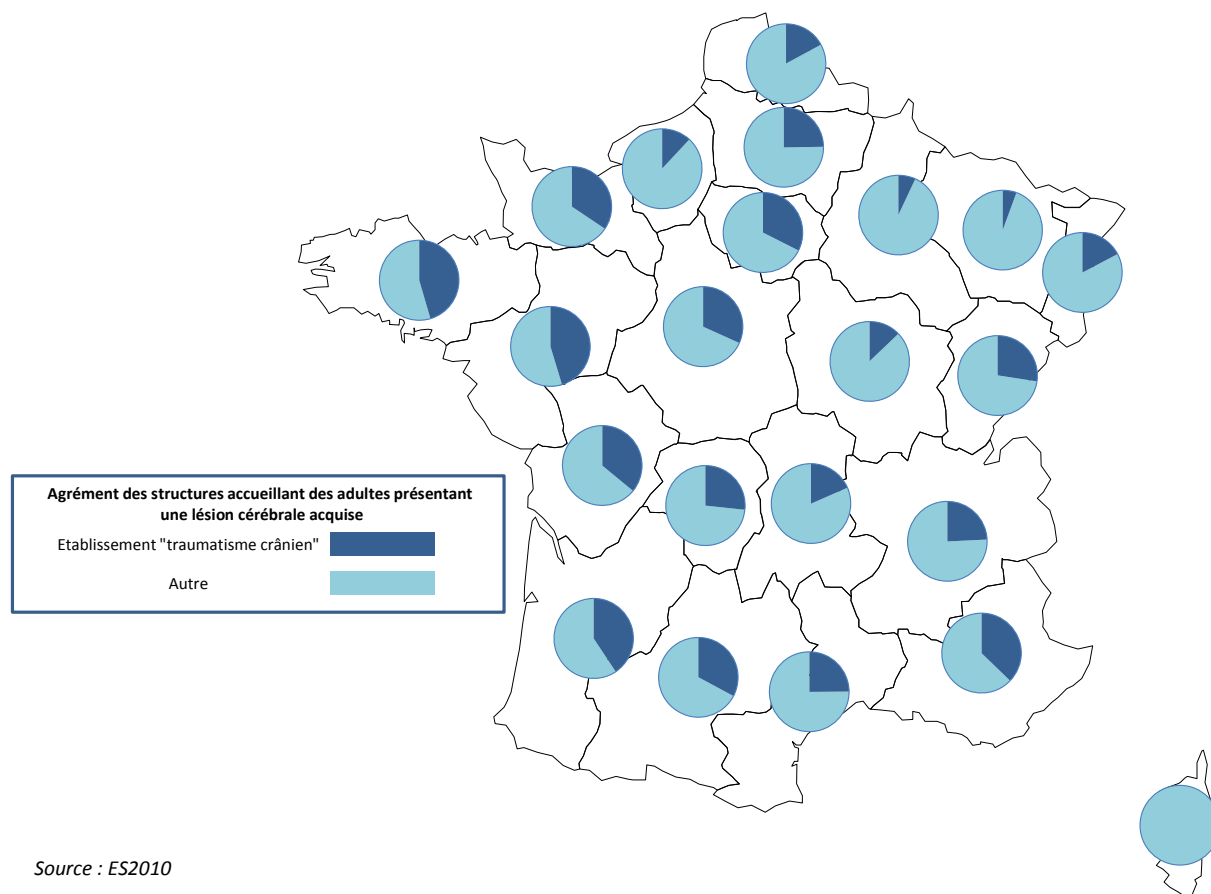 Agrément des structures accueillant des adultes présentant
une lésion cérébrale acquise
Etablissement "traumatisme crânien"
Autre
Source : ES2010